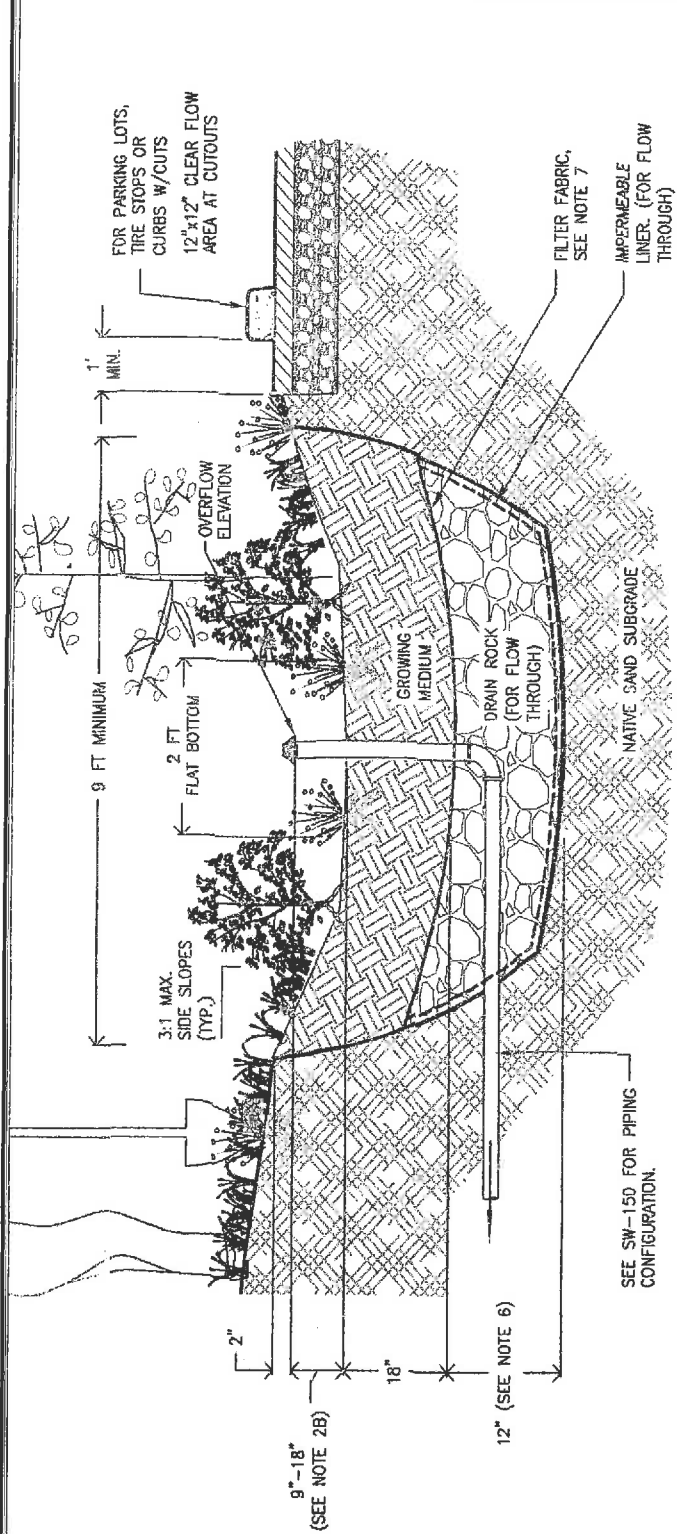 FOR PARKING LOTS,
TIRE STOPS OR
CURBS W/CUTS
12"x12" CLEAR FLOW
AREA AT CUTOUTS
1'
MIN.
9 FT MINIMUM
OVERFLOW
ELEVATION
2 FT
FLAT BOTTOM
3:1 MAX.
SIDE SLOPES
(TYP.)
GROWING
MEDIUM
DRAIN ROCK
(FOR FLOW
THROUGH)
FILTER FABRIC,
SEE NOTE 7
IMPERMEABLE
LINER. (FOR FLOW
THROUGH)
NATIVE SAND SUBGRADE
2"
9"-18"
(SEE NOTE 2B)
18"
12" (SEE NOTE 6)
SEE SW-150 FOR PIPING
CONFIGURATION.